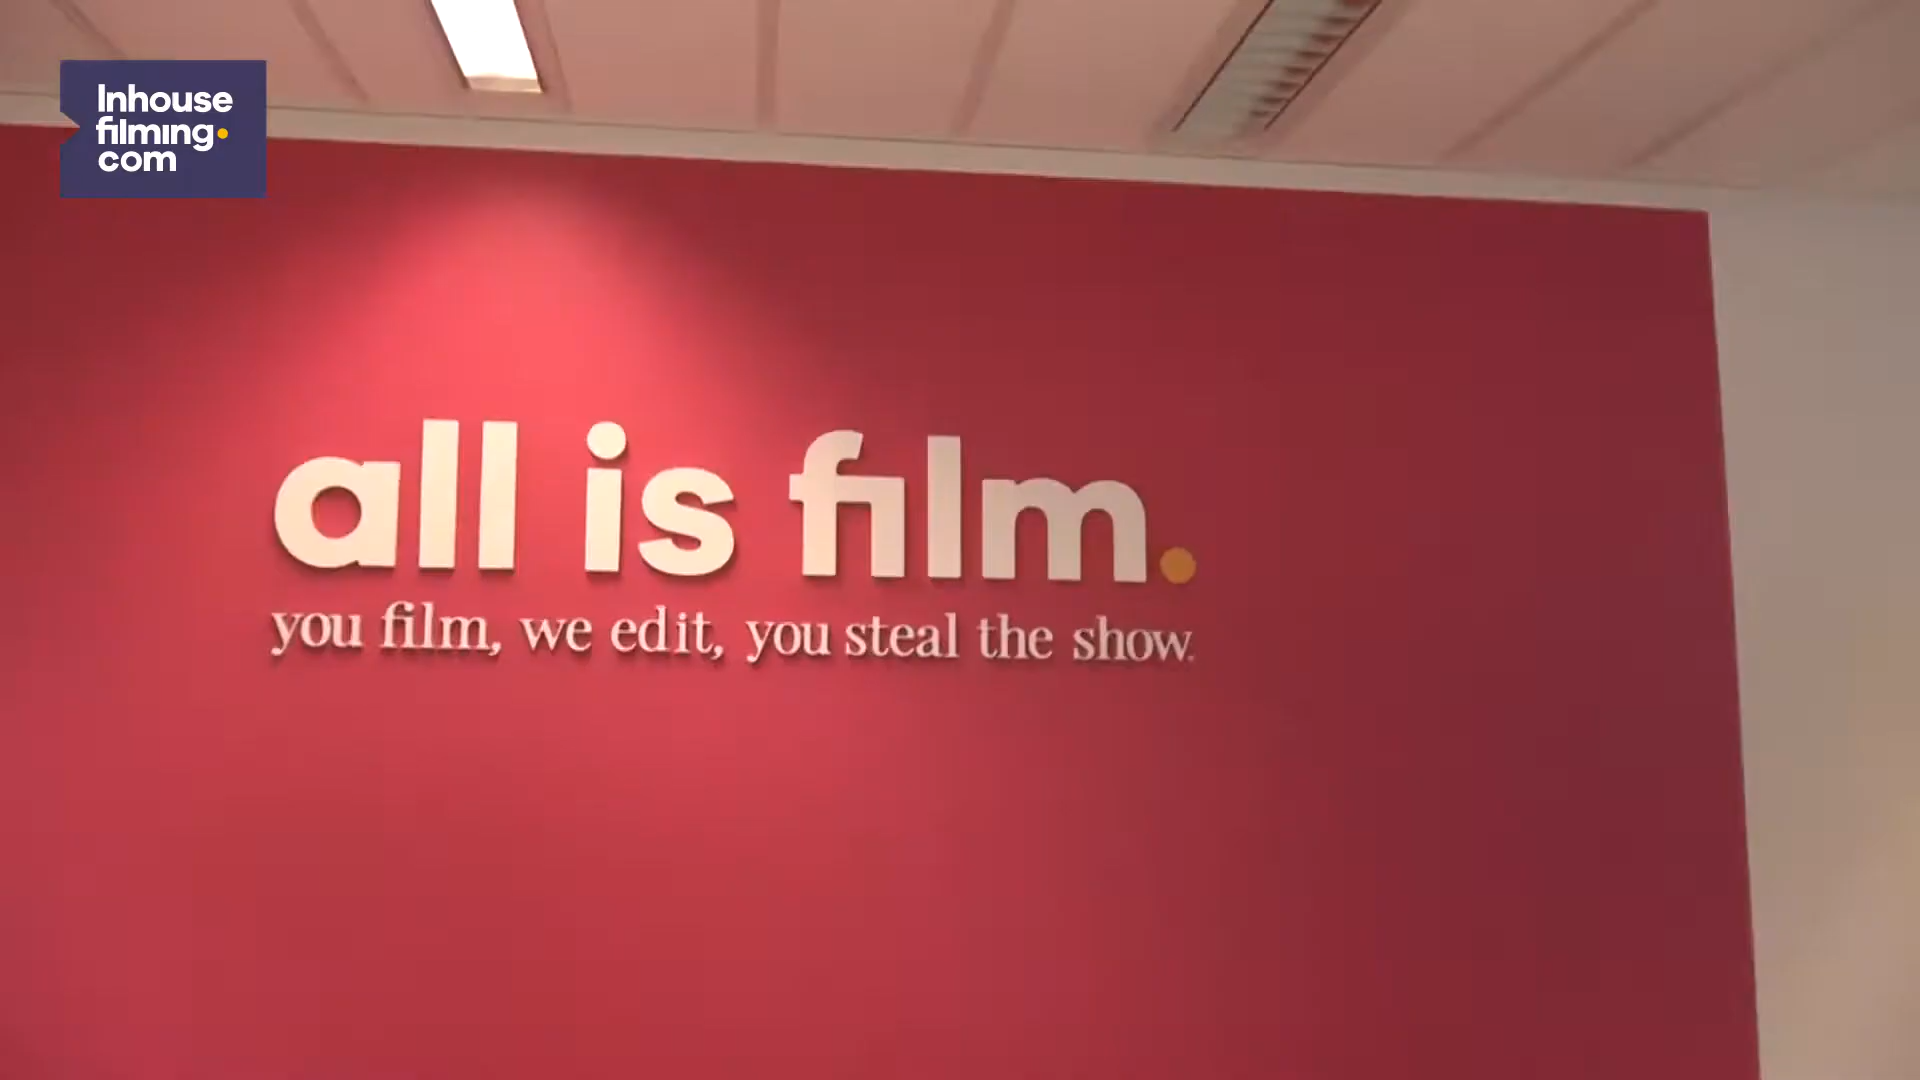 Inhouse
filming.
com
all is film.
you film, we edit, you steal the show.